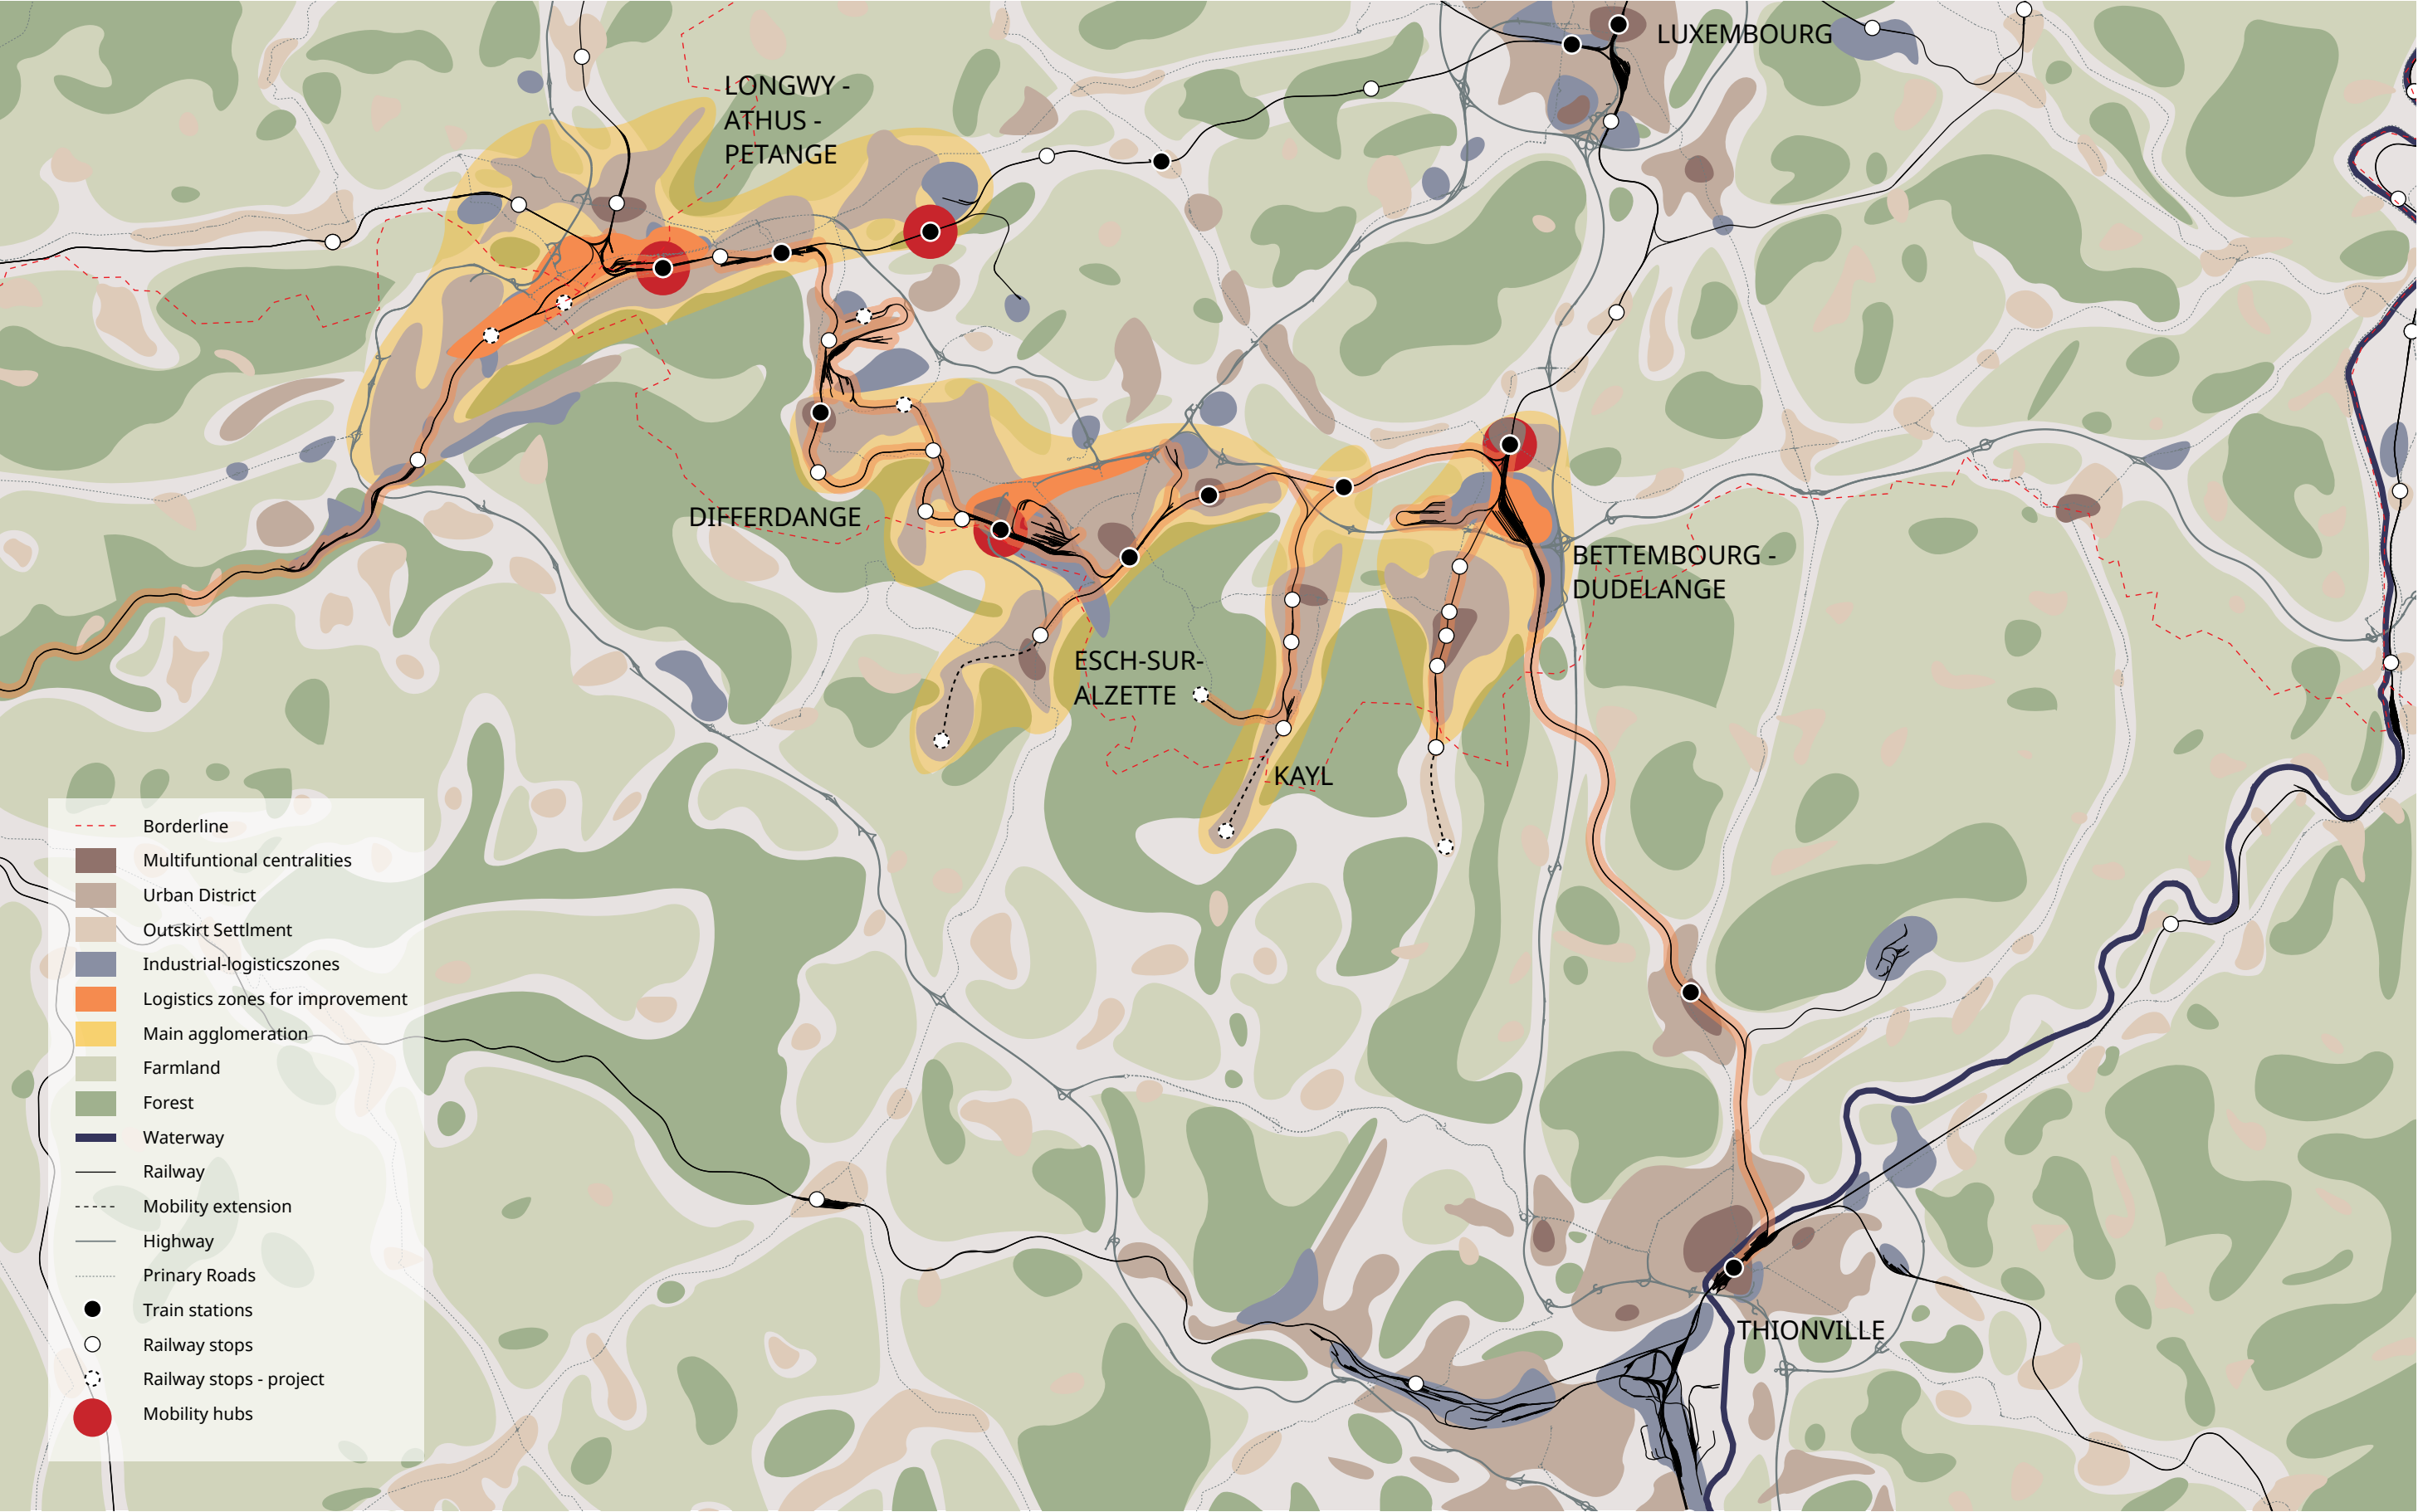 LUXEMBOURG
LONGWY -
ATHUS -
PETANGE
DIFFERDANGE
BETTEMBOURG -
DUDELANGE
ESCH-SUR-
ALZETTE
KAYL
THIONVILLE
Borderline
Multifuntional centralities
Urban District
Outskirt Settlment
Industrial-logisticszones
Logistics zones for improvement
Main agglomeration
Farmland
Forest
Waterway
Railway
Mobility extension
Highway
Prinary Roads
Train stations
Railway stops
Railway stops - project
Mobility hubs